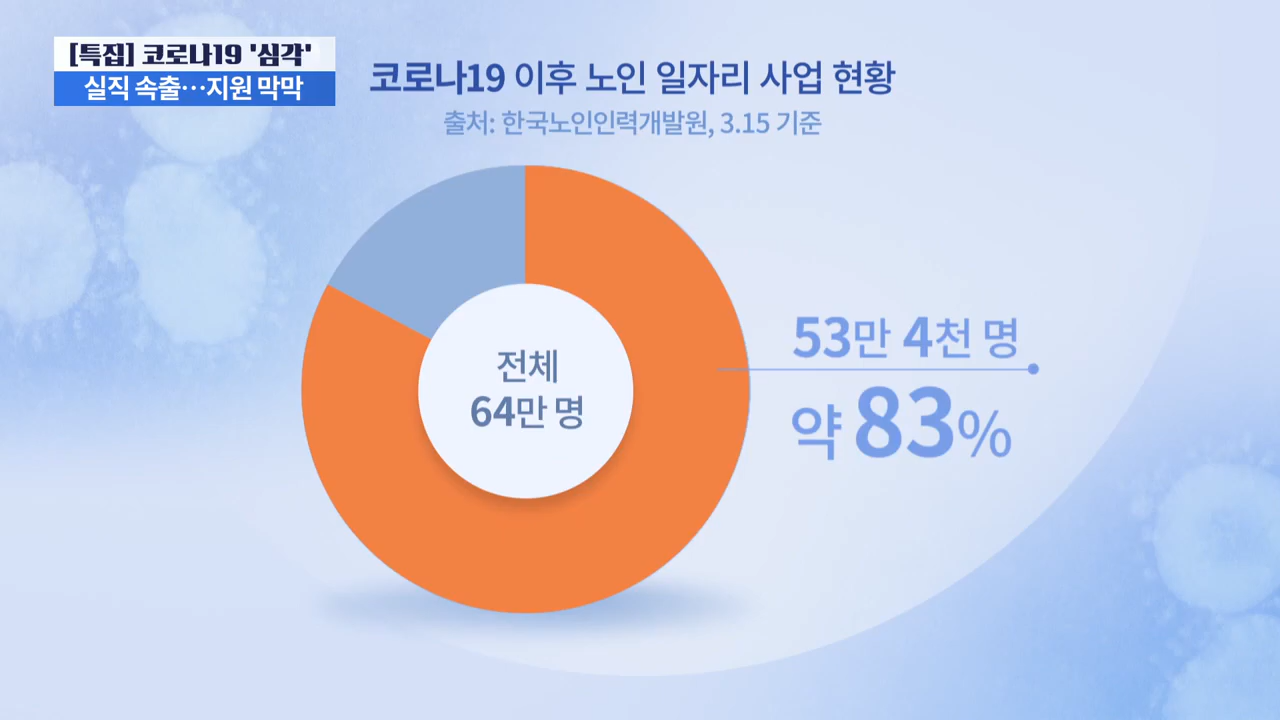 [특집] 코로나19 '심각'
실직 속출…지원 막막
코로나19 이후 노인 일자리 사업 현황
출처: 한국노인인력개발원, 3.15 기준
전체
64만 명
53만 4천 명
약 83%